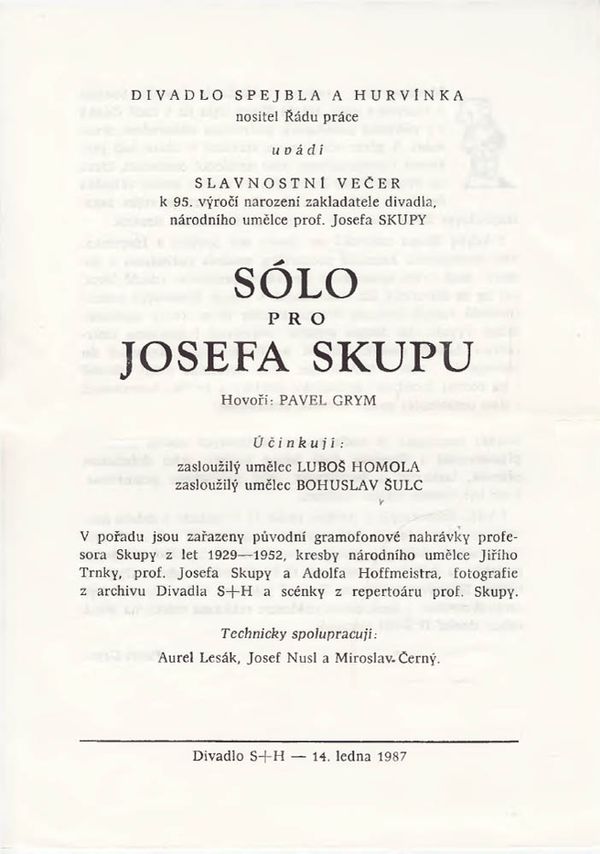 DIVADLO SPEJBLA A HURVÍNKA
nositel Řádu práce
uvádí
SLAVNOSTNÍ VEČER
k 95. výročí narození zakladatele divadla,
národního umělce prof. Josefa SKUPY
SÓLO
PRO
JOSEFA SKUPU
Hovoří: PAVEL GRYM
Účinkují:
zasloužilý umělec LUBOŠ HOMOLA
zasloužilý umělec BOHUSLAV ŠULC
V pořadu jsou zařazeny původní gramofonové nahrávky profe-
sora Skupy z let 1929—1952, kresby národního umělce Jiřího
Trnky, prof. Josefa Skupy a Adolfa Hoffmeistra, fotografie
z archivu Divadla S+H a scénky z repertoáru prof. Skupy.
Technicky spolupracují:
Aurel Lesák, Josef Nusl a Miroslav Černý.
Divadlo S+H — 14. ledna 1987